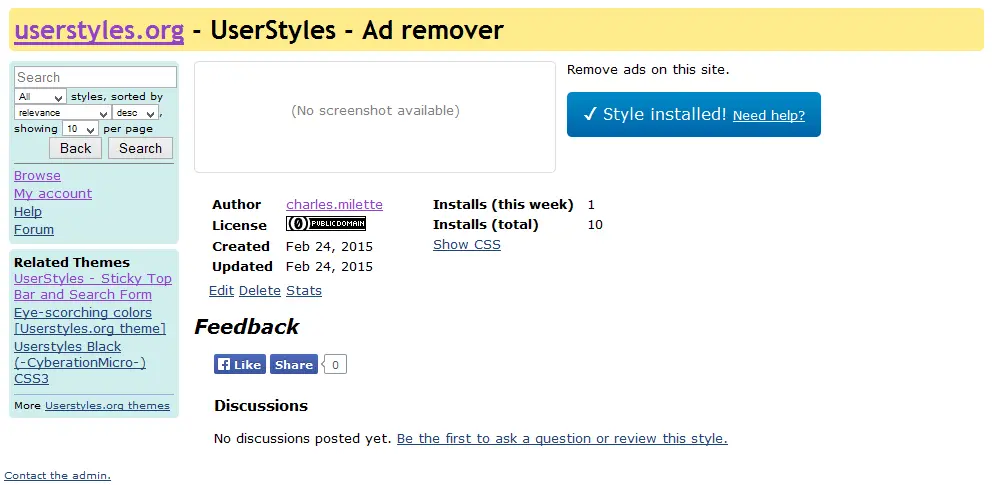 userstyles.org - UserStyles - Ad remover
Search
All styles, sorted by
relevance desc ,
showing 10 per page
Back Search
Browse
My account
Help
Forum
Related Themes
UserStyles - Sticky Top
Bar and Search Form
Eye-scorching colors
[Userstyles.org theme]
Userstyles Black
(-CyberationMicro-)
CSS3
More Userstyles.org themes
(No screenshot available)
Remove ads on this site.
✓ Style installed! Need help?
Author charles.milette
License (0) PUBLIC DOMAIN
Created Feb 24, 2015
Updated Feb 24, 2015
Installs (this week) 1
Installs (total) 10
Show CSS
Edit Delete Stats
Feedback
Like Share 0
Discussions
No discussions posted yet. Be the first to ask a question or review this style.
Contact the admin.